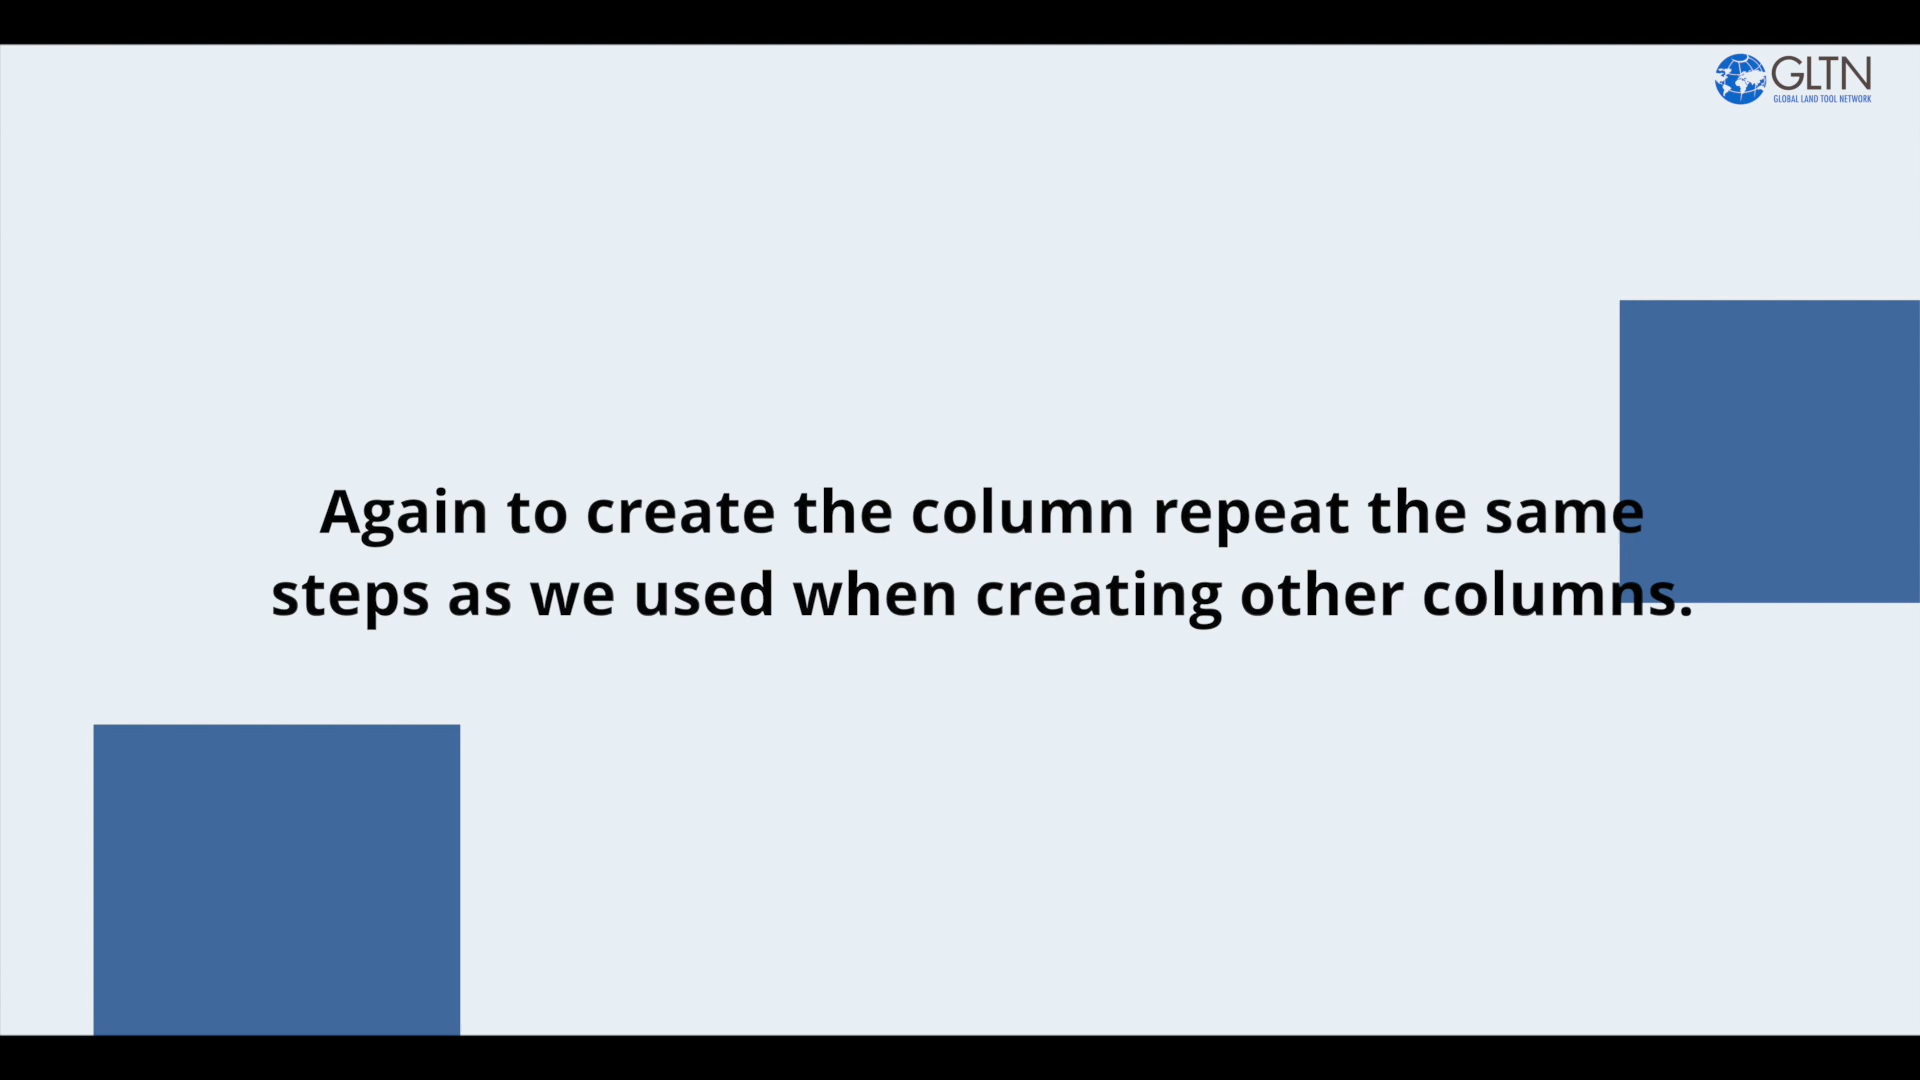 GLTN
GLOBAL LAND TOOL NETWORK
Again to create the column repeat the same
steps as we used when creating other columns.